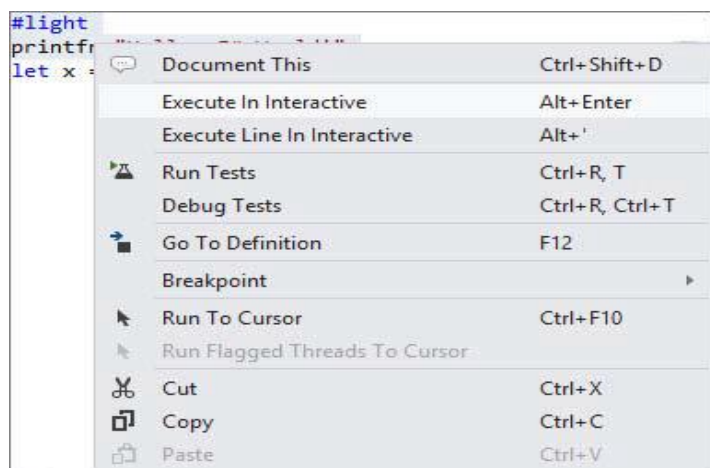 #light
printfn
let x =
Document This Ctrl+Shift+D
Execute In Interactive Alt+Enter
Execute Line In Interactive Alt+'
Run Tests Ctrl+R, T
Debug Tests Ctrl+R, Ctrl+T
Go To Definition F12
Breakpoint
Run To Cursor Ctrl+F10
Run Flagged Threads To Cursor
Cut Ctrl+X
Copy Ctrl+C
Paste Ctrl+V